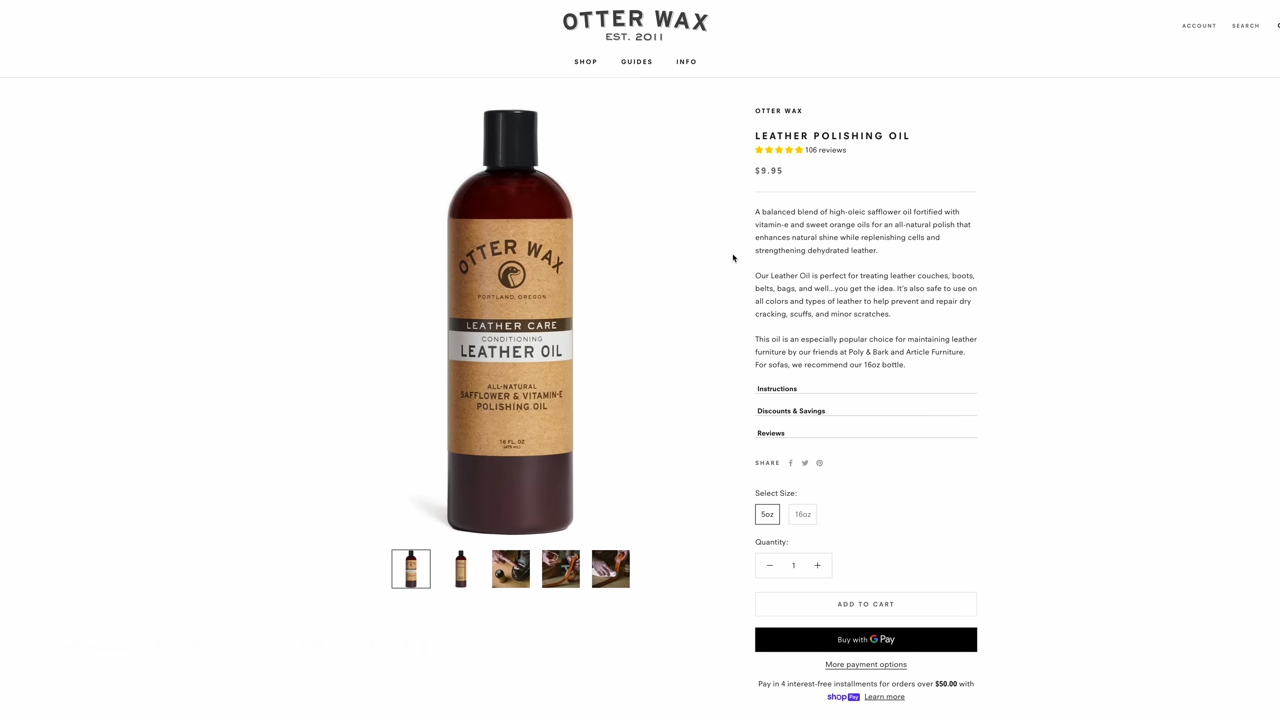 OTTER WAX
EST. 2011
ACCOUNT
SEARCH
SHOP
GUIDES
INFO
OTTER WAX
PORTLAND, OREGON
LEATHER CARE
CONDITIONING
LEATHER OIL
ALL-NATURAL
SAFFLOWER & VITAMIN-E
POLISHING OIL
16 FL. OZ
(475 mL)
OTTER WAX
LEATHER POLISHING OIL
106 reviews
$9.95
A balanced blend of high-oleic safflower oil fortified with
vitamin-e and sweet orange oils for an all-natural polish that
enhances natural shine while replenishing cells and
strengthening dehydrated leather.
Our Leather Oil is perfect for treating leather couches, boots,
belts, bags, and well...you get the idea. It's also safe to use on
all colors and types of leather to help prevent and repair dry
cracking, scuffs, and minor scratches.
This oil is an especially popular choice for maintaining leather
furniture by our friends at Poly & Bark and Article Furniture.
For sofas, we recommend our 16oz bottle.
Instructions
Discounts & Savings
Reviews
SHARE
Select Size:
5oz
16oz
Quantity:
1
ADD TO CART
Buy with G Pay
More payment options
Pay in 4 interest-free installments for orders over $50.00 with
shop Pay Learn more